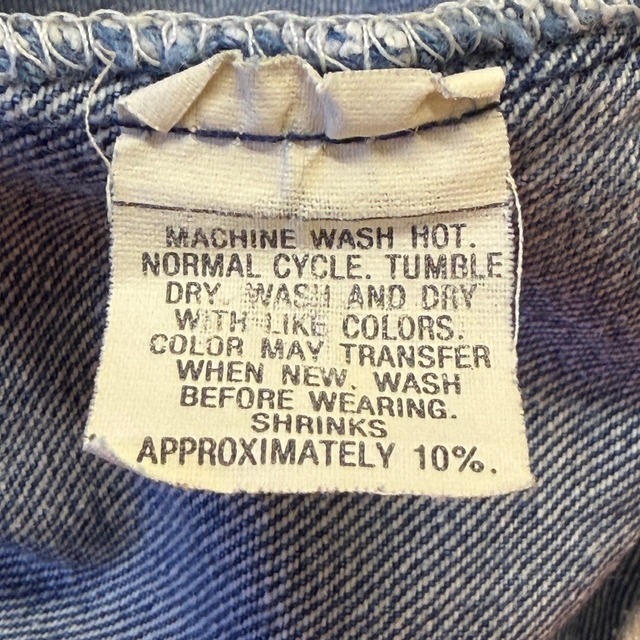 MACHINE WASH HOT.
NORMAL CYCLE. TUMBLE
DRY. WASH AND DRY
WITH LIKE COLORS.
COLOR MAY TRANSFER
WHEN NEW. WASH
BEFORE WEARING.
SHRINKS
APPROXIMATELY 10%.